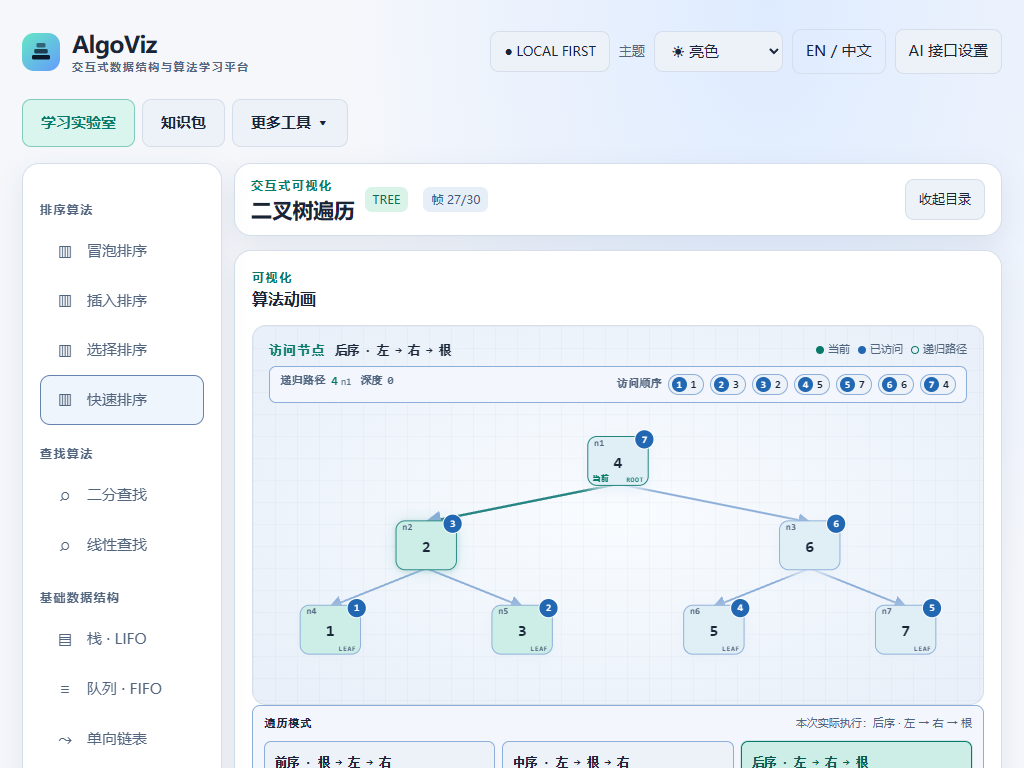 AlgoViz
交互式数据结构与算法学习平台
● LOCAL FIRST
主题
☀ 亮色
EN / 中文
AI 接口设置
学习实验室
知识包
更多工具 ▾
排序算法
冒泡排序
插入排序
选择排序
快速排序
查找算法
二分查找
线性查找
基础数据结构
栈 · LIFO
队列 · FIFO
单向链表
交互式可视化
二叉树遍历
TREE
帧 27/30
收起目录
可视化
算法动画
访问节点 后序 · 左 → 右 → 根
当前 已访问 递归路径
递归路径 4 n1 深度 0
访问顺序 1 1 2 3 3 2 4 5 5 7 6 6 7 4
n1 7
4
当前 ROOT
n2 3
2
n3 6
6
n4 1
1
LEAF
n5 2
3
LEAF
n6 4
5
LEAF
n7 5
7
LEAF
遍历模式
本次实际执行：后序 · 左 → 右 → 根
前序 · 根 → 左 → 右
中序 · 左 → 根 → 右
后序 · 左 → 右 → 根